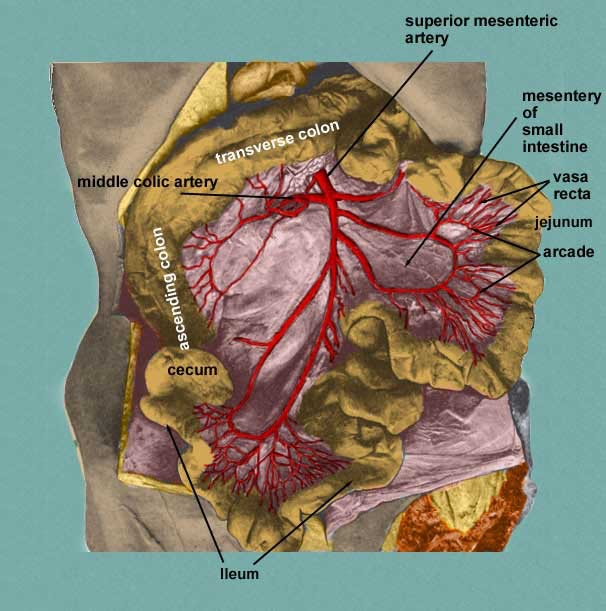 superior mesenteric
artery
mesentery
of
small
intestine
transverse colon
middle colic artery
vasa
recta
jejunum
arcade
ascending colon
cecum
Ileum